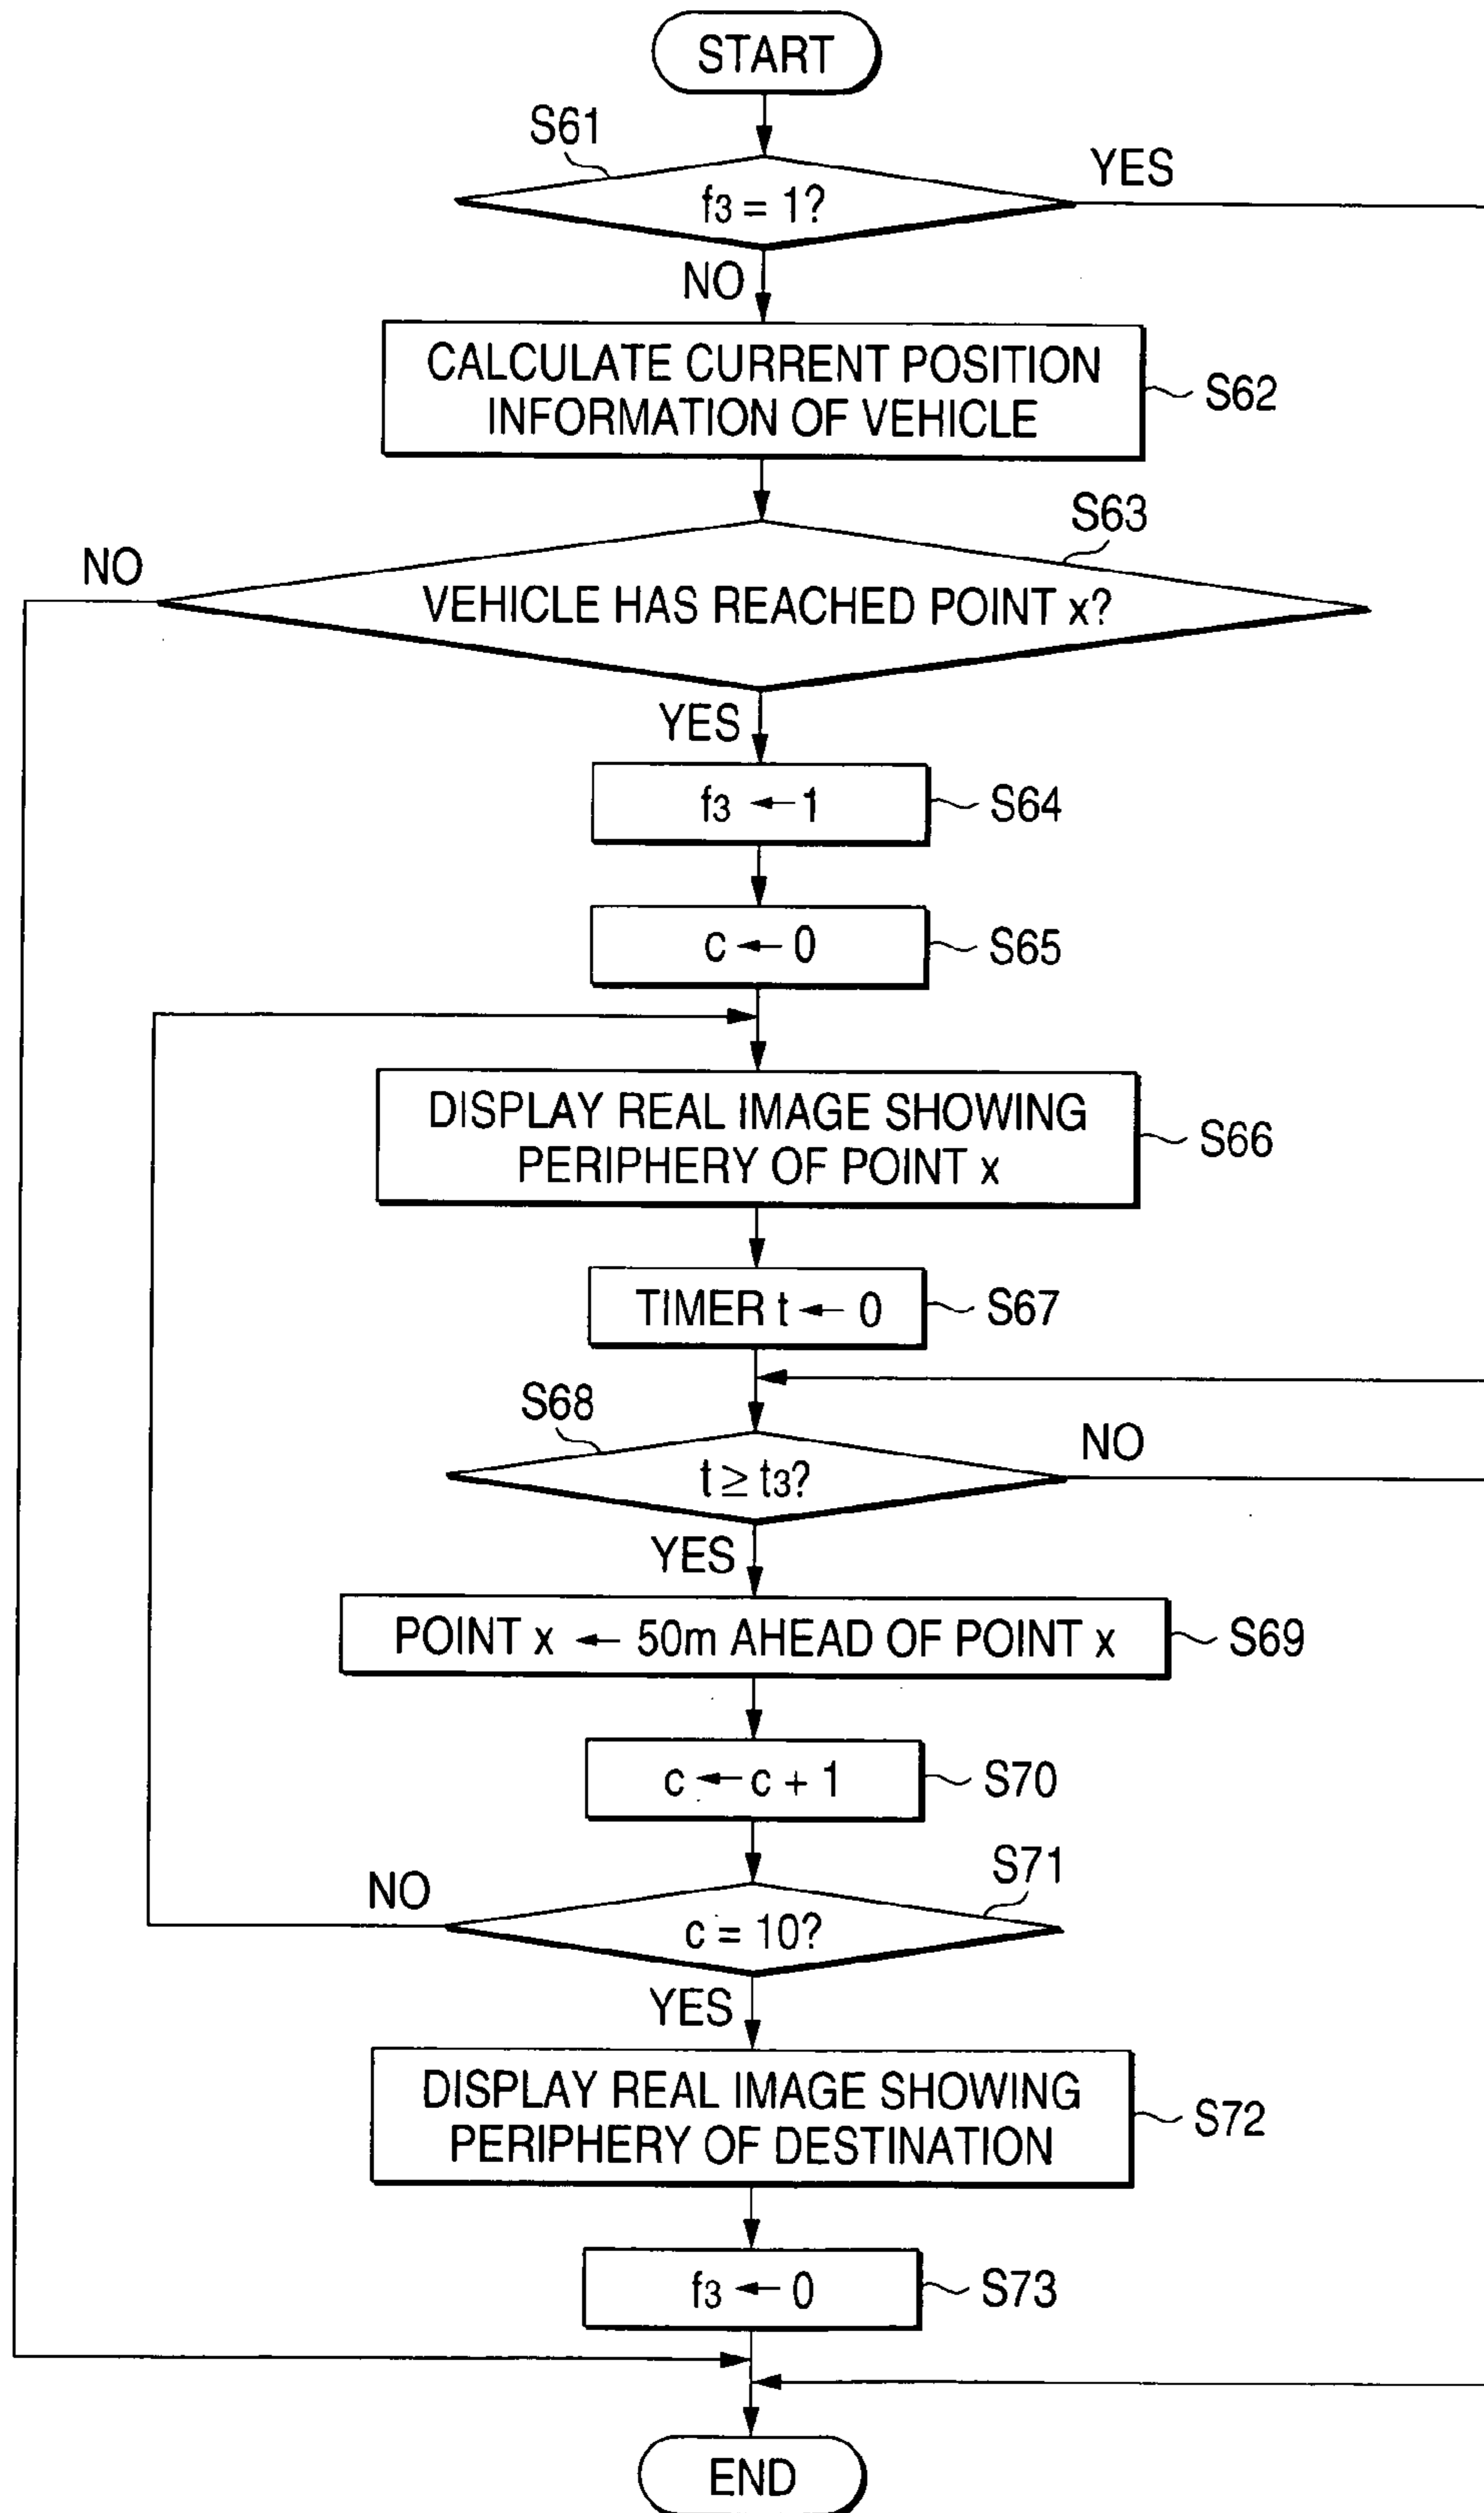 START
S61
f3 = 1?
YES
NO
CALCULATE CURRENT POSITION
INFORMATION OF VEHICLE
S62
S63
NO
VEHICLE HAS REACHED POINT x?
YES
f3 ← 1
S64
c ← 0
S65
DISPLAY REAL IMAGE SHOWING
PERIPHERY OF POINT x
S66
TIMER t ← 0
S67
S68
t ≥ t3?
NO
YES
POINT x ← 50m AHEAD OF POINT x
S69
c ← c + 1
S70
S71
NO
c = 10?
YES
DISPLAY REAL IMAGE SHOWING
PERIPHERY OF DESTINATION
S72
f3 ← 0
S73
END